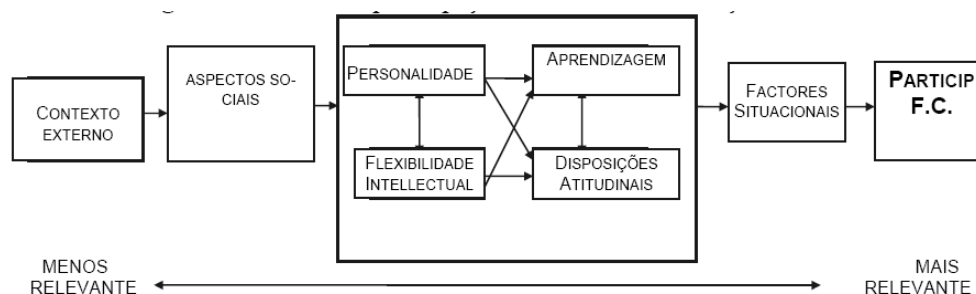 CONTEXTO
EXTERNO
ASPECTOS SO-
CIAIS
PERSONALIDADE
APRENDIZAGEM
FLEXIBILIDADE
INTELLECTUAL
DISPOSIÇÕES
ATITUDINAIS
FACTORES
SITUACIONAIS
PARTICIP
F.C.
MENOS
RELEVANTE
MAIS
RELEVANTE